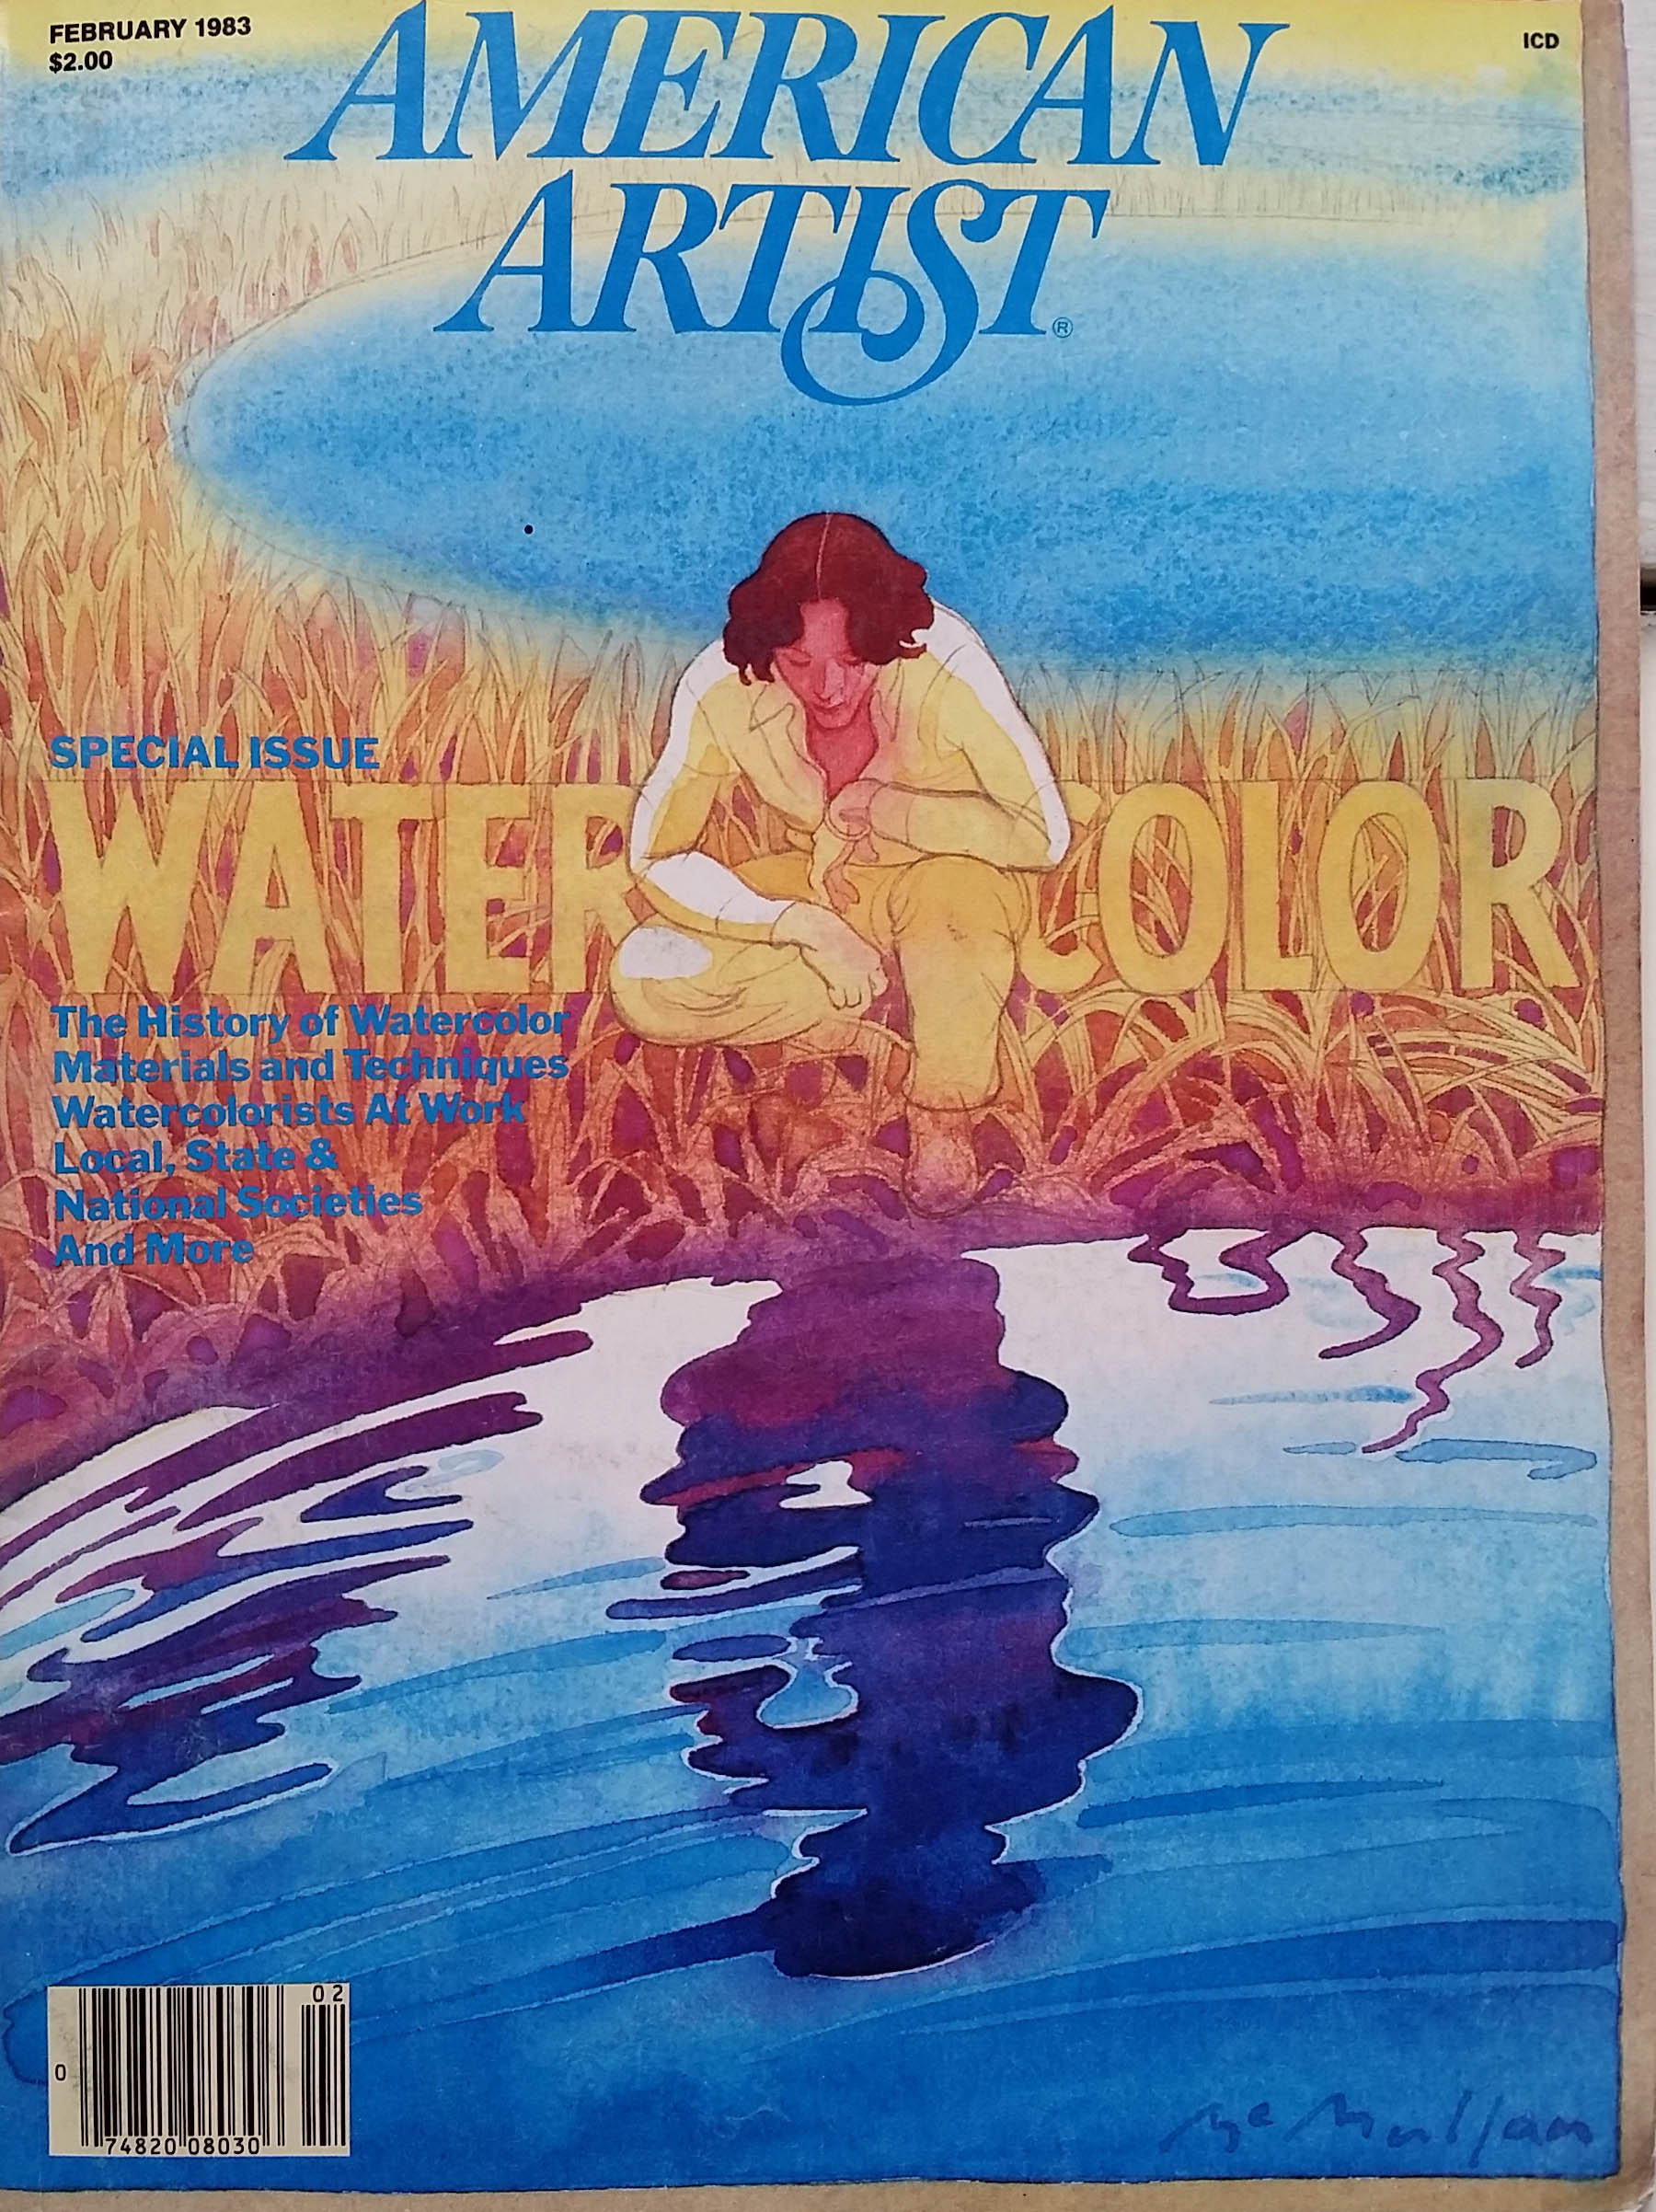 FEBRUARY 1983
$2.00
ICD
AMERICAN
ARTIST®
SPECIAL ISSUE
WATERCOLOR
The History of Watercolor
Materials and Techniques
Watercolorists At Work
Local, State &
National Societies
And More
02
0
74820 08030
McMullan